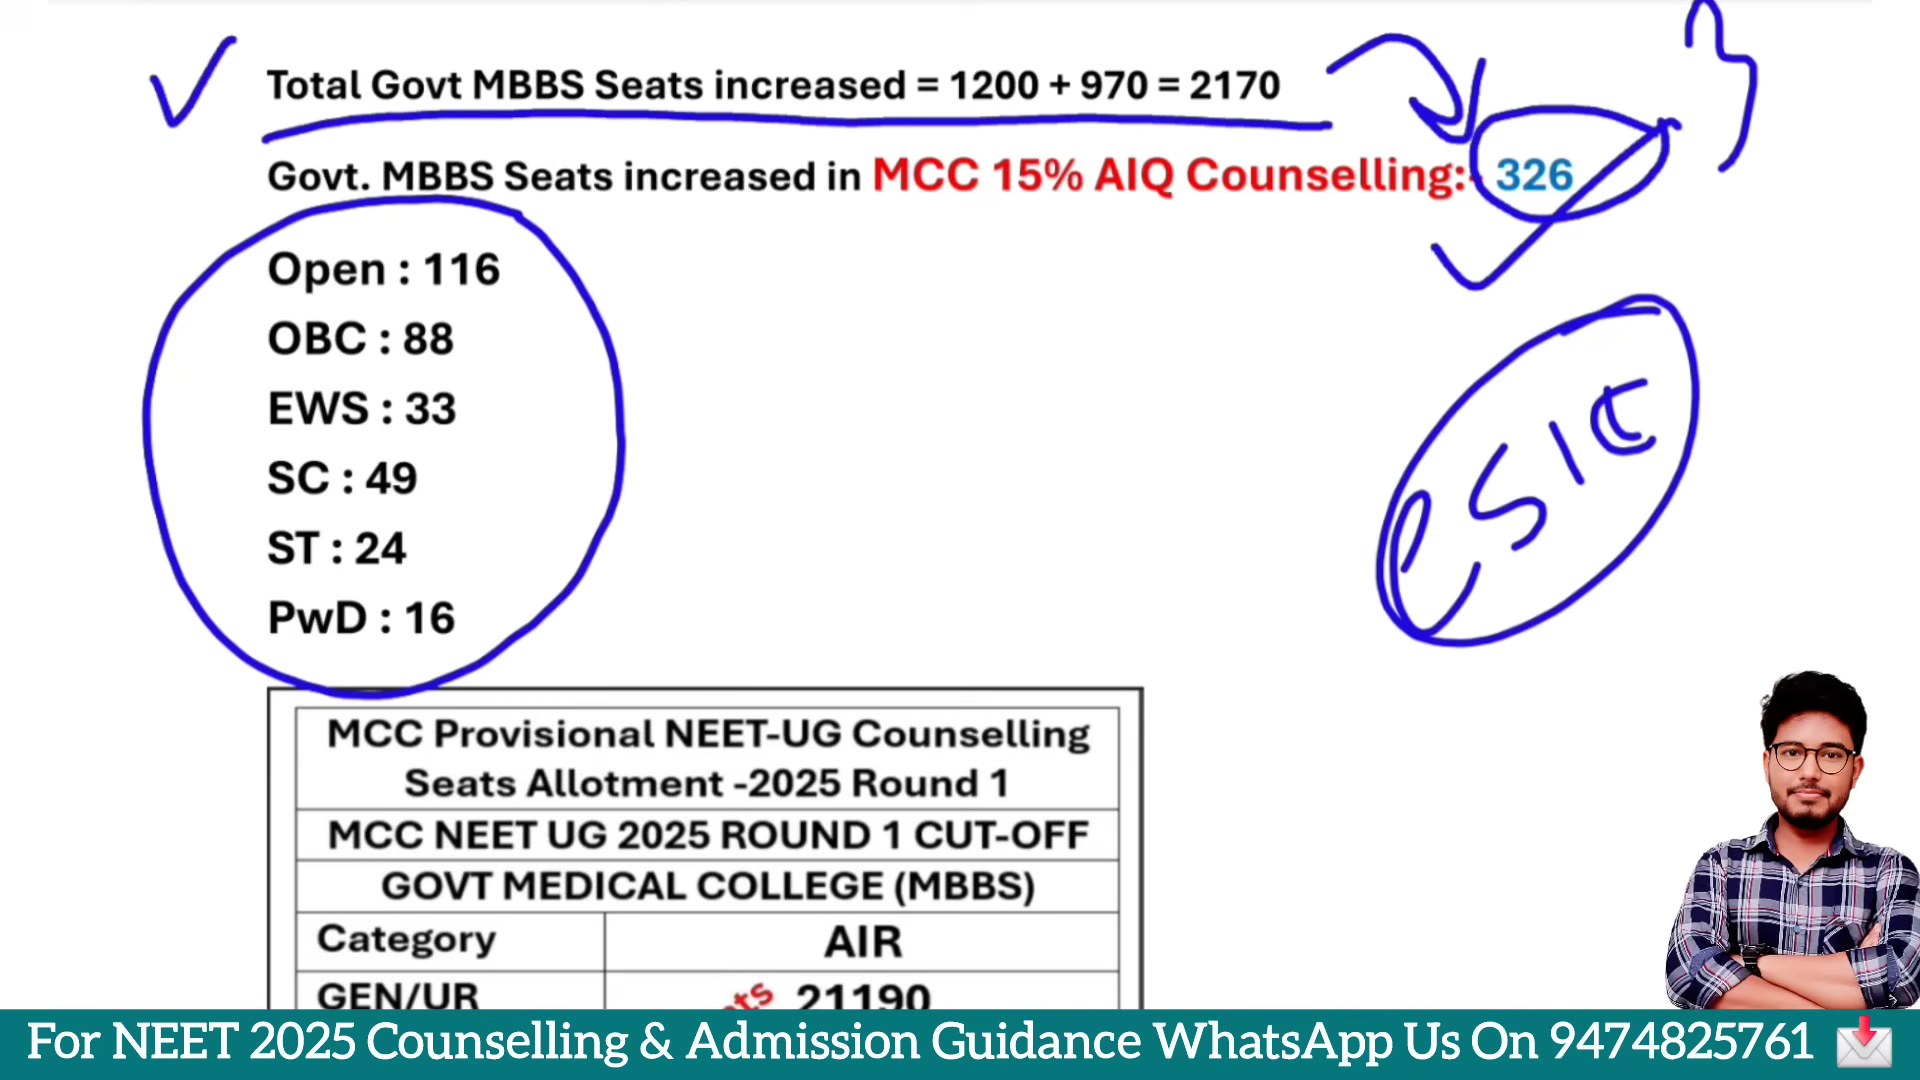 Total Govt MBBS Seats increased = 1200 + 970 = 2170
Govt. MBBS Seats increased in MCC 15% AIQ Counselling:- 326
Open : 116
OBC : 88
EWS : 33
SC : 49
ST : 24
PwD : 16
ESIC
MCC Provisional NEET-UG Counselling
Seats Allotment -2025 Round 1
MCC NEET UG 2025 ROUND 1 CUT-OFF
GOVT MEDICAL COLLEGE (MBBS)
Category AIR
GEN/UR 21190
For NEET 2025 Counselling & Admission Guidance WhatsApp Us On 9474825761